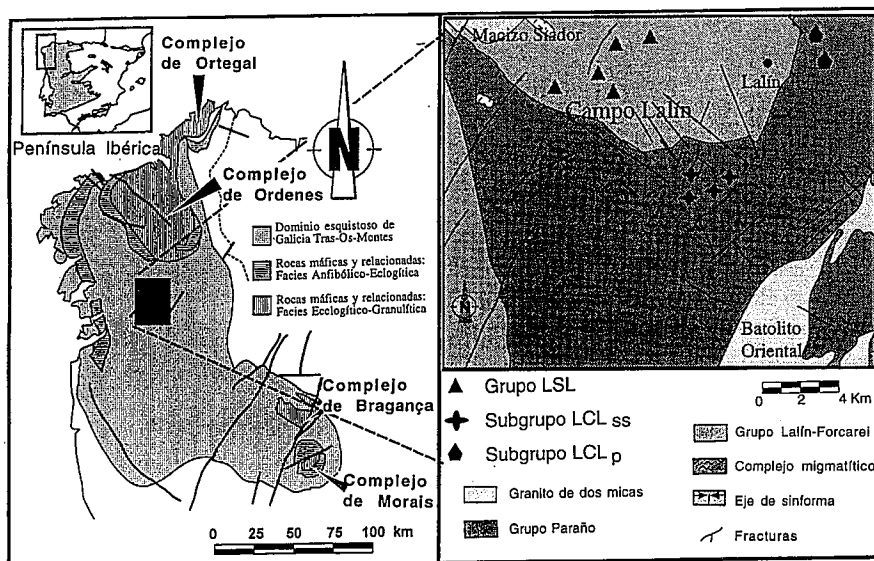 Complejo
de Ortegal
Península Ibérica
N
Complejo
de Ordenes
Dominio esquistoso de
Galicia Tras-Os-Montes
Rocas máficas y relacionadas:
Facies Anfibólico-Eclogítica
Rocas máficas y relacionadas:
Facies Ecclogítico-Granulítica
Complejo
de Bragança
Complejo
de Morais
0 25 50 75 100 km
Macizo Siador
Lalín
Campo Lalín
N
Batolito
Oriental
Grupo LSL
Subgrupo LCL ss
Subgrupo LCL p
Granito de dos micas
Grupo Paraño
0 2 4 Km
Grupo Lalín-Forcarei
Complejo migmatítico
Eje de sinforma
Fracturas